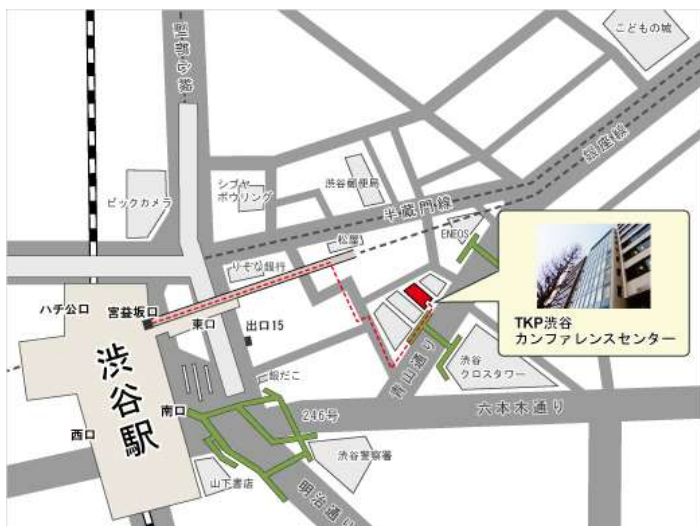 こどもの城
銀座線
ビックカメラ
シブヤ
ボウリング
渋谷郵便局
半蔵門線
松屋
ENEOS
りそな銀行
ハチ公口
宮益坂口
東口
出口15
TKP渋谷
カンファレンスセンター
渋谷駅
銀だこ
青山通り
渋谷
クロスタワー
南口
246号
六本木通り
西口
山下書店
渋谷警察署
明治通り